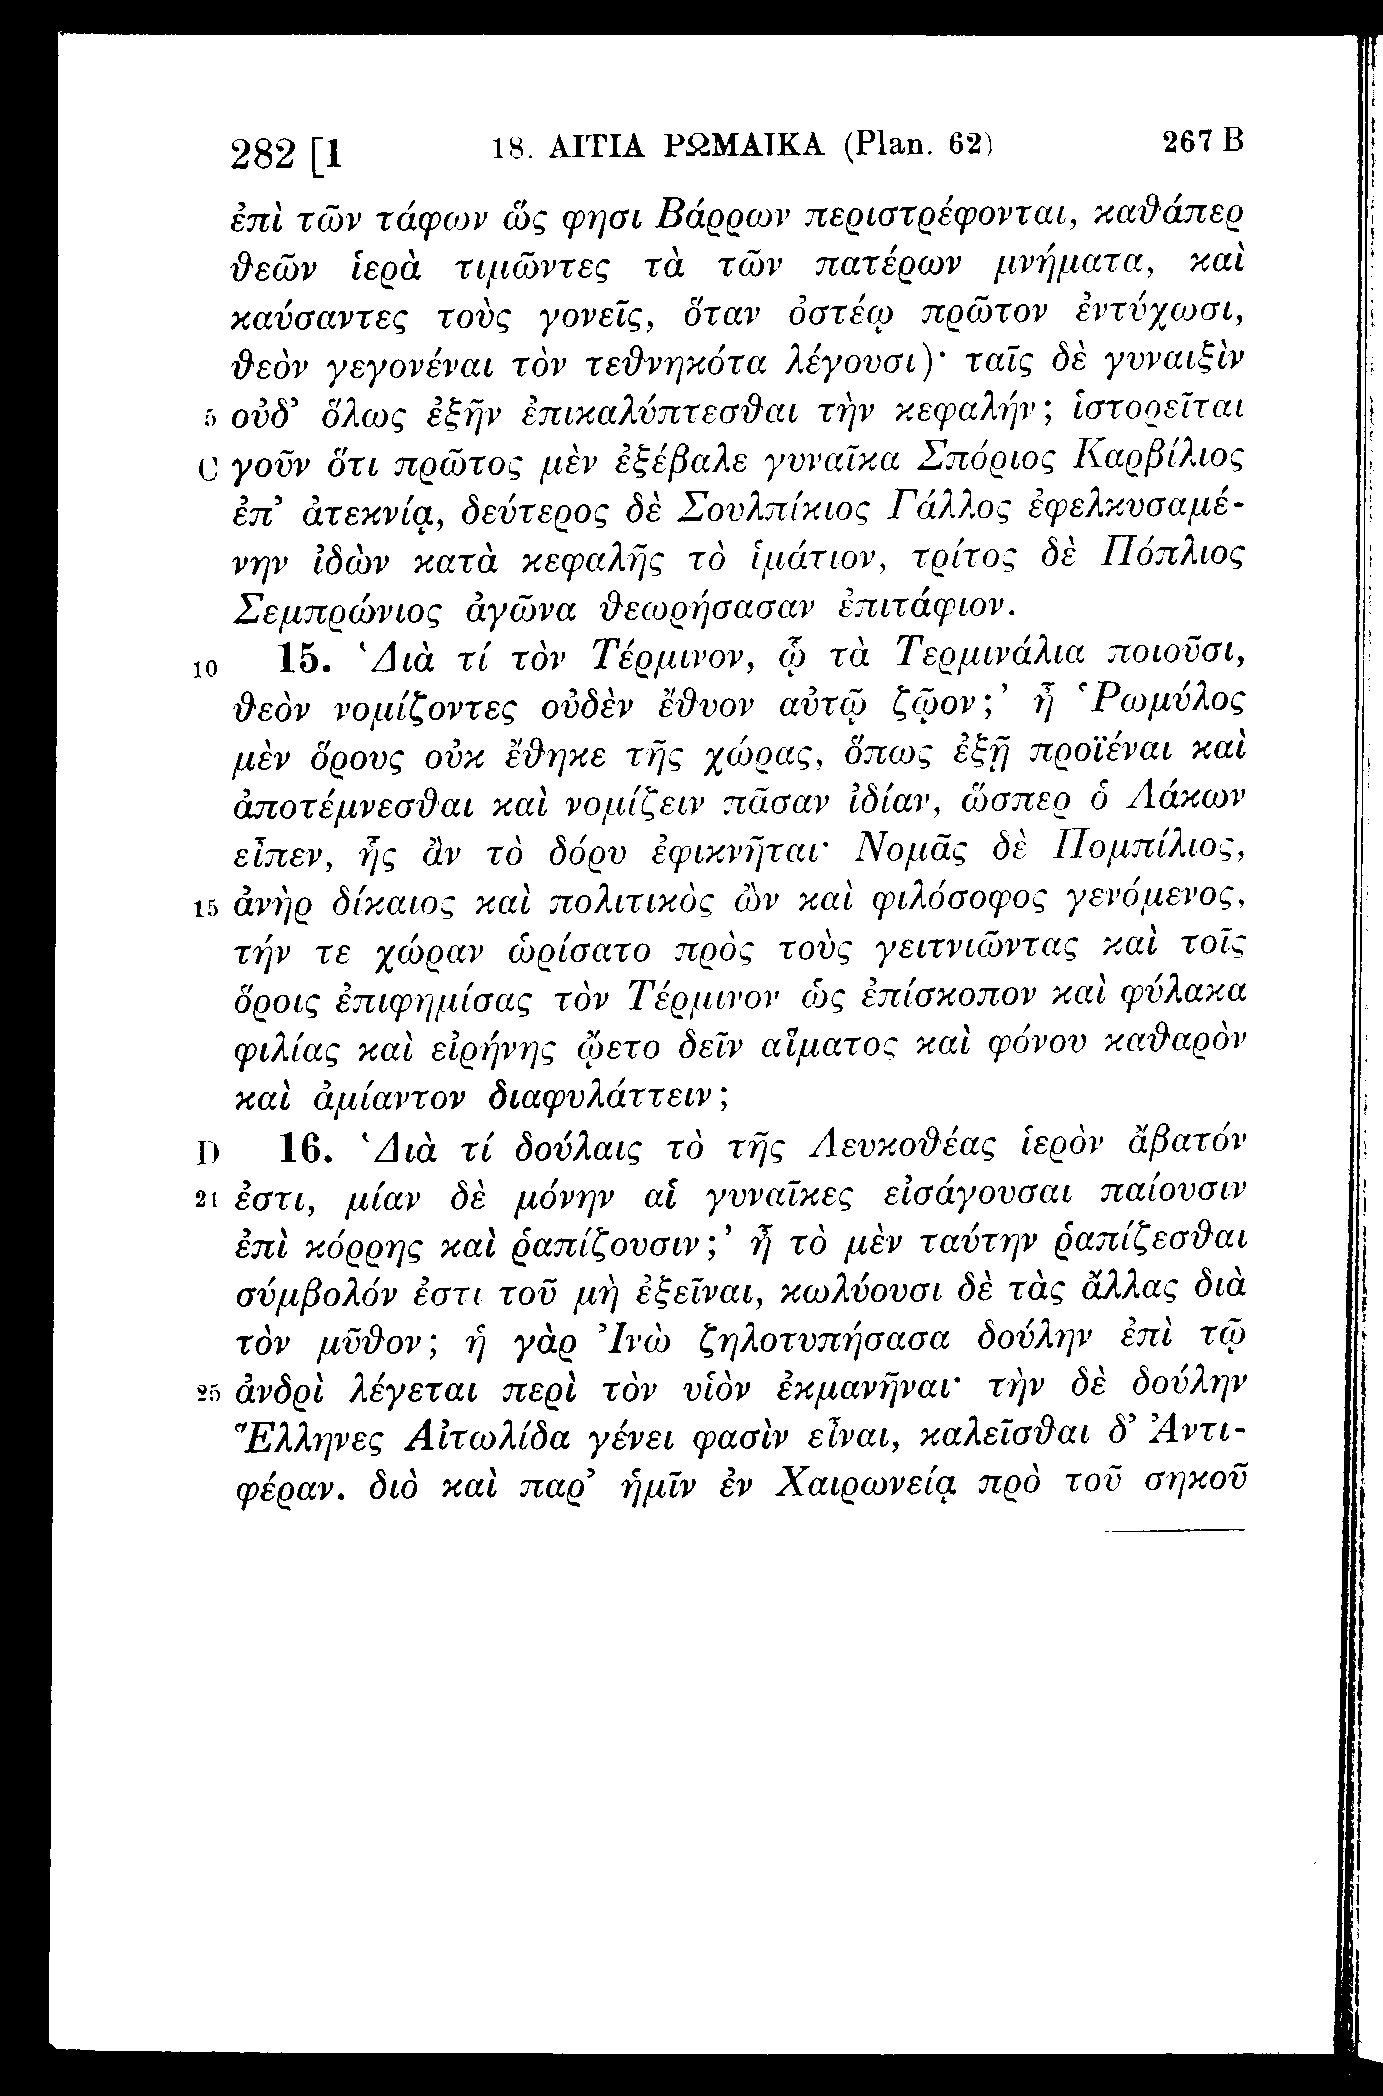 282 [1 18. ΑΙΤΙΑ ΡΩΜΑΙΚΑ (Plan. 62) 267 B
ἐπὶ τῶν τάφων ὥς φησι Βάρρων περιστρέφονται, καθάπερ
θεῶν ἱερὰ τιμῶντες τὰ τῶν πατέρων μνήματα, καὶ
καύσαντες τοὺς γονεῖς, ὅταν ὀστέῳ πρῶτον ἐντύχωσι,
θεὸν γεγονέναι τὸν τεθνηκότα λέγουσι)· ταῖς δὲ γυναιξὶν
5 οὐδ’ ὅλως ἐξῆν ἐπικαλύπτεσθαι τὴν κεφαλήν; ἱστορεῖται
C γοῦν ὅτι πρῶτος μὲν ἐξέβαλε γυναῖκα Σπόριος Καρβίλιος
ἐπ’ ἀτεκνίᾳ, δεύτερος δὲ Σουλπίκιος Γάλλος ἐφελκυσαμέ-
νην ἰδὼν κατὰ κεφαλῆς τὸ ἱμάτιον, τρίτος δὲ Πόπλιος
Σεμπρώνιος ἀγῶνα θεωρήσασαν ἐπιτάφιον.
10 15. ‘Διὰ τί τὸν Τέρμινον, ᾧ τὰ Τερμινάλια ποιοῦσι,
θεὸν νομίζοντες οὐδὲν ἔθυον αὐτῷ ζῷον;’ ἦ Ῥωμύλος
μὲν ὅρους οὐκ ἔθηκε τῆς χώρας, ὅπως ἐξῇ προϊέναι καὶ
ἀποτέμνεσθαι καὶ νομίζειν πᾶσαν ἰδίαν, ὥσπερ ὁ Λάκων
εἶπεν, ἧς ἂν τὸ δόρυ ἐφικνῆται· Νομᾶς δὲ Πομπίλιος,
15 ἀνὴρ δίκαιος καὶ πολιτικὸς ὢν καὶ φιλόσοφος γενόμενος,
τήν τε χώραν ὡρίσατο πρὸς τοὺς γειτνιῶντας καὶ τοῖς
ὅροις ἐπιφημίσας τὸν Τέρμινον ὡς ἐπίσκοπον καὶ φύλακα
φιλίας καὶ εἰρήνης ᾤετο δεῖν αἵματος καὶ φόνου καθαρὸν
καὶ ἀμίαντον διαφυλάττειν;
D 16. ‘Διὰ τί δούλαις τὸ τῆς Λευκοθέας ἱερὸν ἄβατόν
21 ἐστι, μίαν δὲ μόνην αἱ γυναῖκες εἰσάγουσαι παίουσιν
ἐπὶ κόρρης καὶ ῥαπίζουσιν;’ ἦ τὸ μὲν ταύτην ῥαπίζεσθαι
σύμβολόν ἐστι τοῦ μὴ ἐξεῖναι, κωλύουσι δὲ τὰς ἄλλας διὰ
τὸν μῦθον; ἡ γὰρ Ἰνὼ ζηλοτυπήσασα δούλην ἐπὶ τῷ
25 ἀνδρὶ λέγεται περὶ τὸν υἱὸν ἐκμανῆναι· τὴν δὲ δούλην
Ἕλληνες Αἰτωλίδα γένει φασὶν εἶναι, καλεῖσθαι δ’ Ἀντι-
φέραν. διὸ καὶ παρ’ ἡμῖν ἐν Χαιρωνείᾳ πρὸ τοῦ σηκοῦ